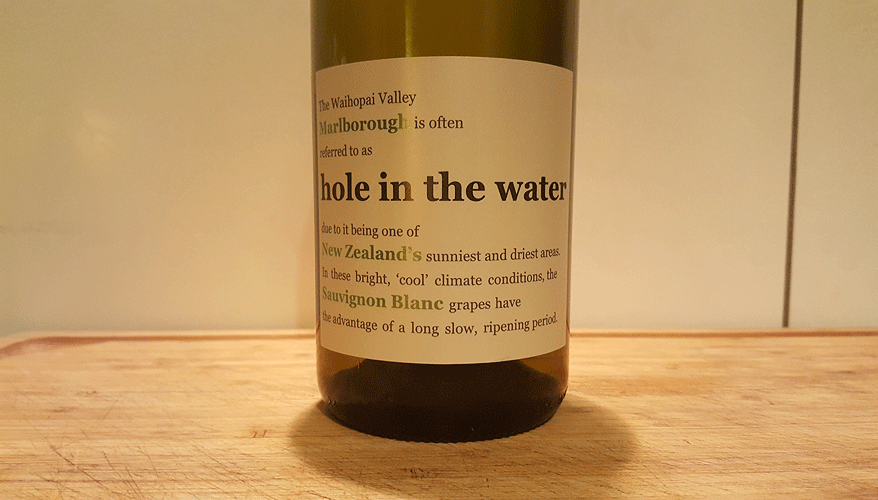 The Waihopai Valley
Marlborough is often
referred to as
hole in the water
due to it being one of
New Zealand's sunniest and driest areas.
In these bright, 'cool' climate conditions, the
Sauvignon Blanc grapes have
the advantage of a long slow, ripening period.